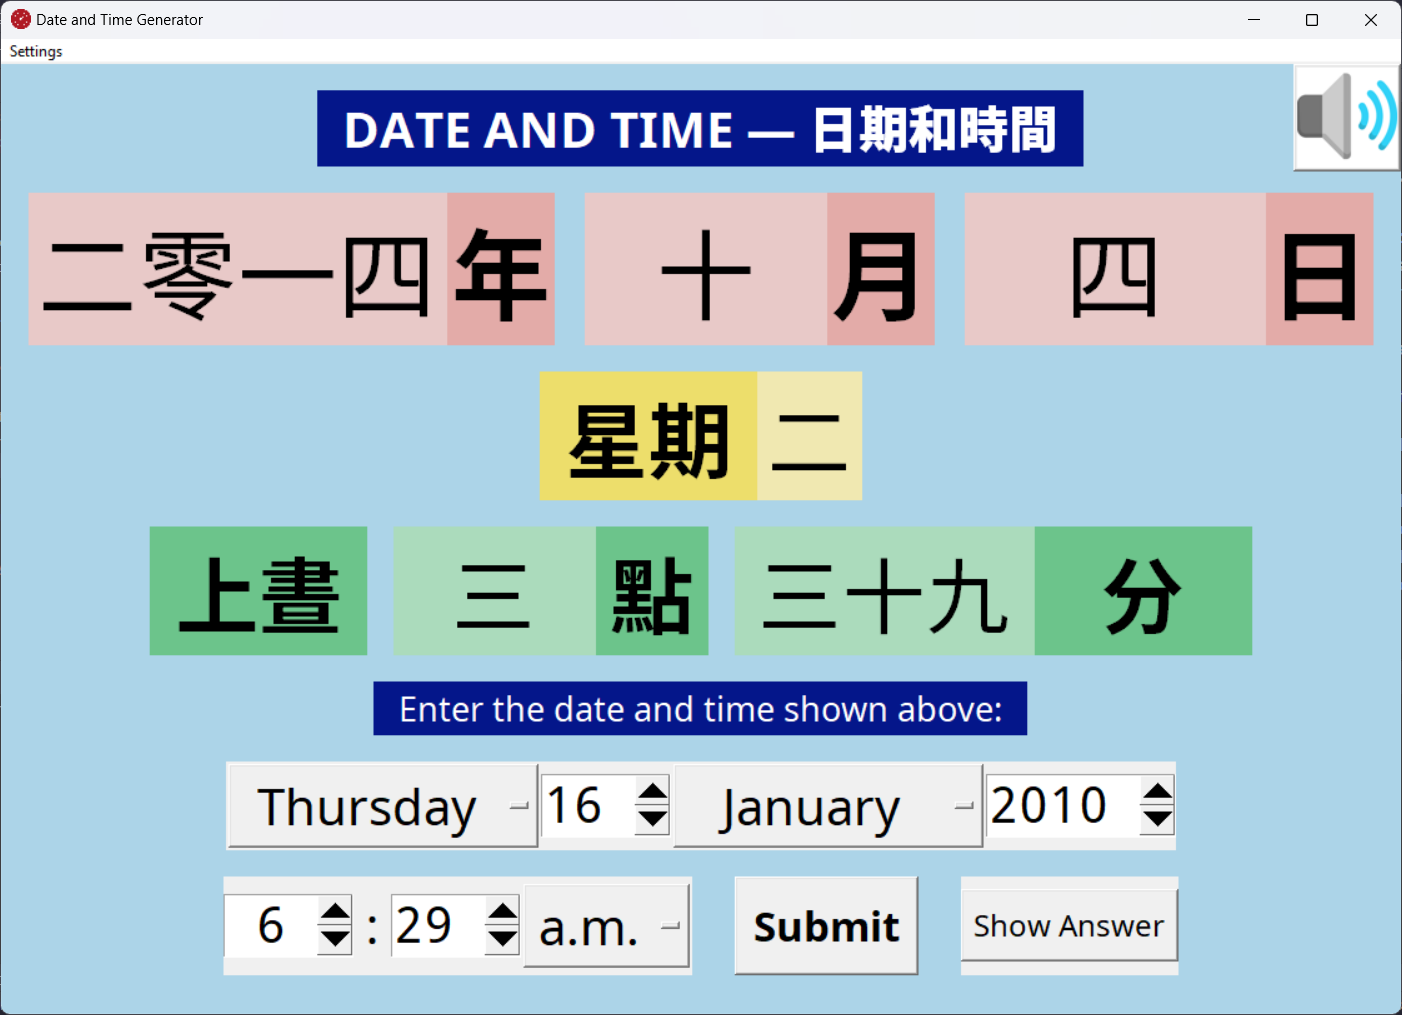 Date and Time Generator
Settings
DATE AND TIME — 日期和時間
二零一四年 十月 四日
星期二
上晝 三點 三十九分
Enter the date and time shown above:
Thursday 16 January 2010
6 : 29 a.m. Submit Show Answer